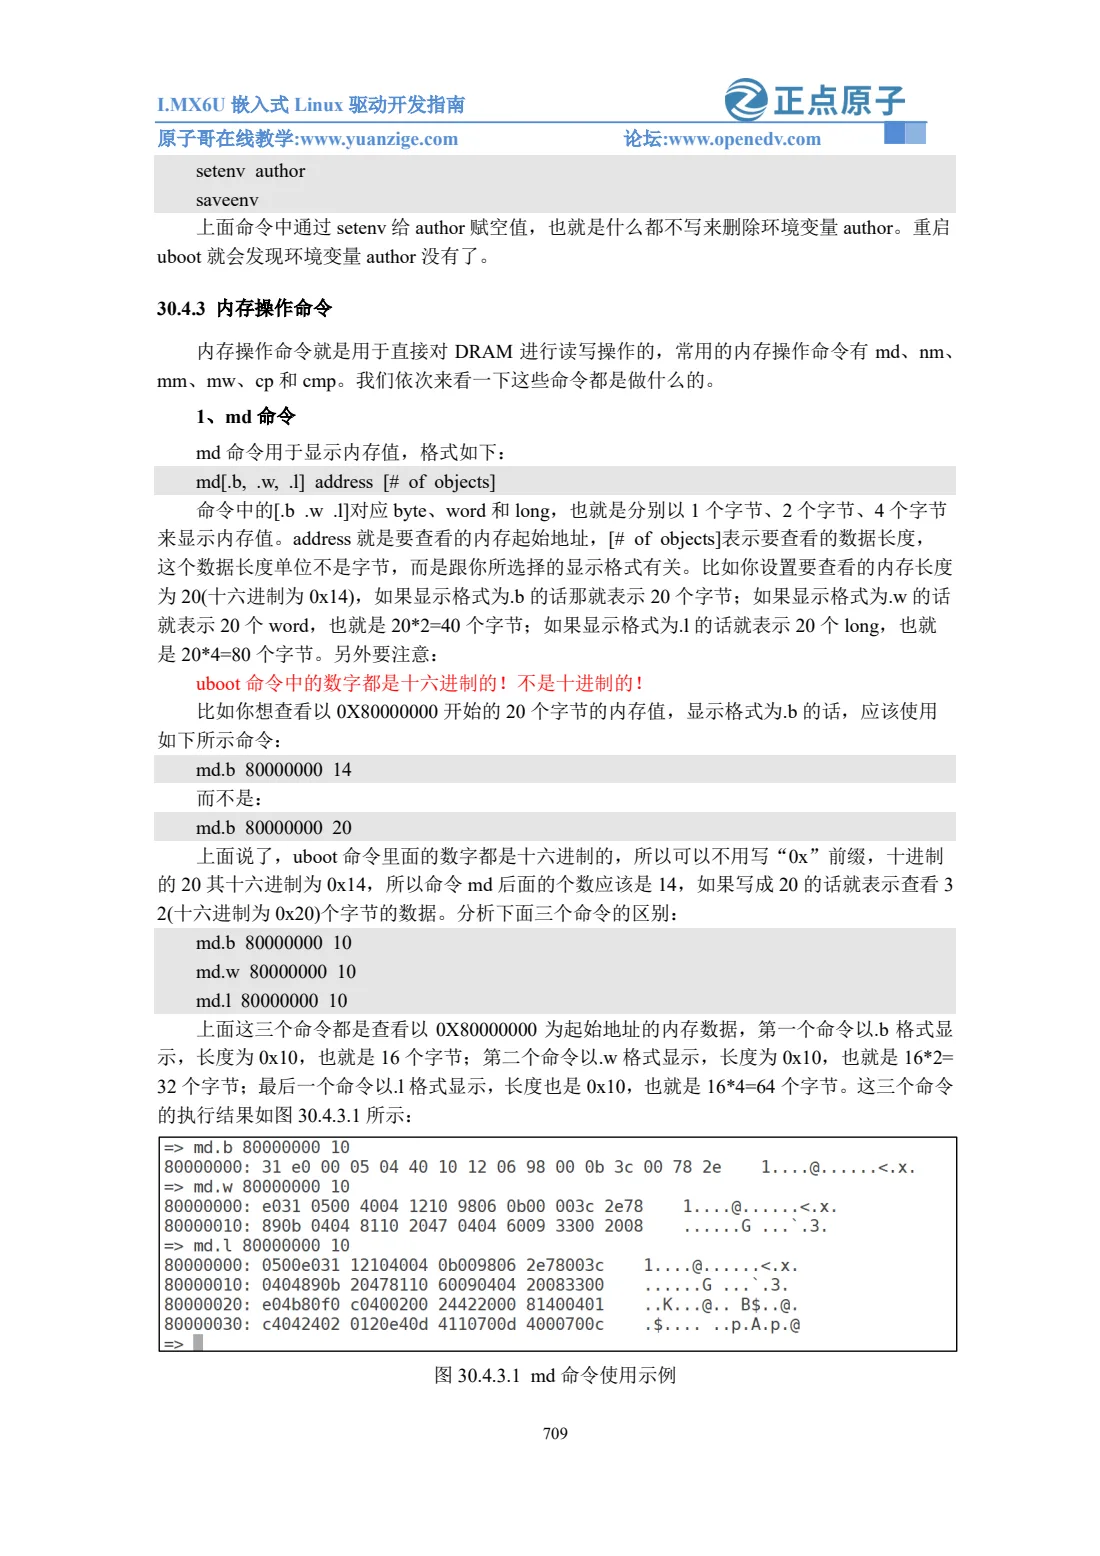 I.MX6U 嵌入式 Linux 驱动开发指南
正点原子
原子哥在线教学:www.yuanzige.com 论坛:www.openedv.com
setenv author
saveenv
上面命令中通过 setenv 给 author 赋空值，也就是什么都不写来删除环境变量 author。重启
uboot 就会发现环境变量 author 没有了。
30.4.3 内存操作命令
内存操作命令就是用于直接对 DRAM 进行读写操作的，常用的内存操作命令有 md、nm、
mm、mw、cp 和 cmp。我们依次来看一下这些命令都是做什么的。
1、md 命令
md 命令用于显示内存值，格式如下：
md[.b, .w, .l] address [# of objects]
命令中的[.b .w .l]对应 byte、word 和 long，也就是分别以 1 个字节、2 个字节、4 个字节
来显示内存值。address 就是要查看的内存起始地址，[# of objects]表示要查看的数据长度，
这个数据长度单位不是字节，而是跟你所选择的显示格式有关。比如你设置要查看的内存长度
为 20(十六进制为 0x14)，如果显示格式为.b 的话那就表示 20 个字节；如果显示格式为.w 的话
就表示 20 个 word，也就是 20*2=40 个字节；如果显示格式为.l 的话就表示 20 个 long，也就
是 20*4=80 个字节。另外要注意：
uboot 命令中的数字都是十六进制的！不是十进制的！
比如你想查看以 0X80000000 开始的 20 个字节的内存值，显示格式为.b 的话，应该使用
如下所示命令：
md.b 80000000 14
而不是：
md.b 80000000 20
上面说了，uboot 命令里面的数字都是十六进制的，所以可以不用写“0x”前缀，十进制
的 20 其十六进制为 0x14，所以命令 md 后面的个数应该是 14，如果写成 20 的话就表示查看 3
2(十六进制为 0x20)个字节的数据。分析下面三个命令的区别：
md.b 80000000 10
md.w 80000000 10
md.l 80000000 10
上面这三个命令都是查看以 0X80000000 为起始地址的内存数据，第一个命令以.b 格式显
示，长度为 0x10，也就是 16 个字节；第二个命令以.w 格式显示，长度为 0x10，也就是 16*2=
32 个字节；最后一个命令以.l 格式显示，长度也是 0x10，也就是 16*4=64 个字节。这三个命令
的执行结果如图 30.4.3.1 所示：
=> md.b 80000000 10
80000000: 31 e0 00 05 04 40 10 12 06 98 00 0b 3c 00 78 2e    1....@......<.x.
=> md.w 80000000 10
80000000: e031 0500 4004 1210 9806 0b00 003c 2e78    1....@......<.x.
80000010: 890b 0404 8110 2047 0404 6009 3300 2008    ......G ...`.3.
=> md.l 80000000 10
80000000: 0500e031 12104004 0b009806 2e78003c    1....@......<.x.
80000010: 0404890b 20478110 60090404 20083300    ......G ...`.3.
80000020: e04b80f0 c0400200 24422000 81400401    ..K...@.. B$..@.
80000030: c4042402 0120e40d 4110700d 4000700c    .$.... ..p.A.p.@
=>
图 30.4.3.1 md 命令使用示例
709